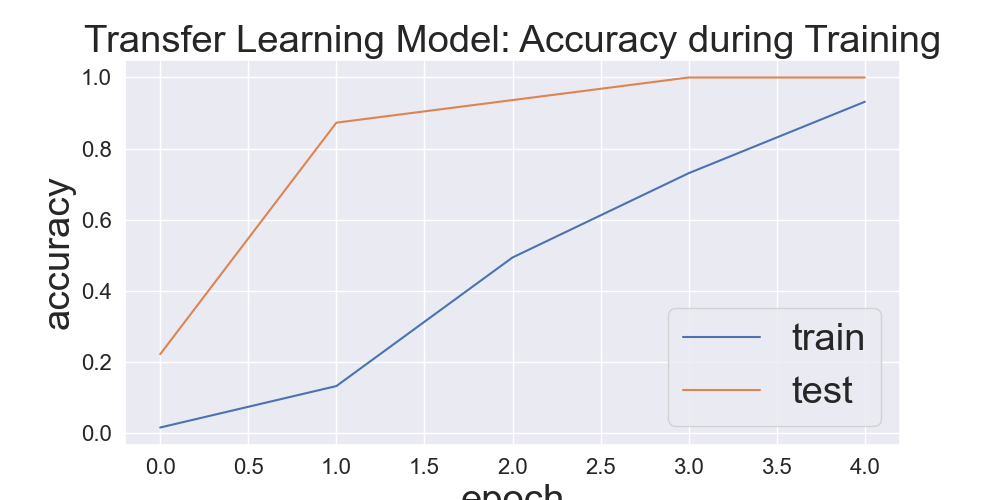 Transfer Learning Model: Accuracy during Training
1.0
0.8
0.6
0.4
0.2
0.0
accuracy
train
test
0.0 0.5 1.0 1.5 2.0 2.5 3.0 3.5 4.0
epoch